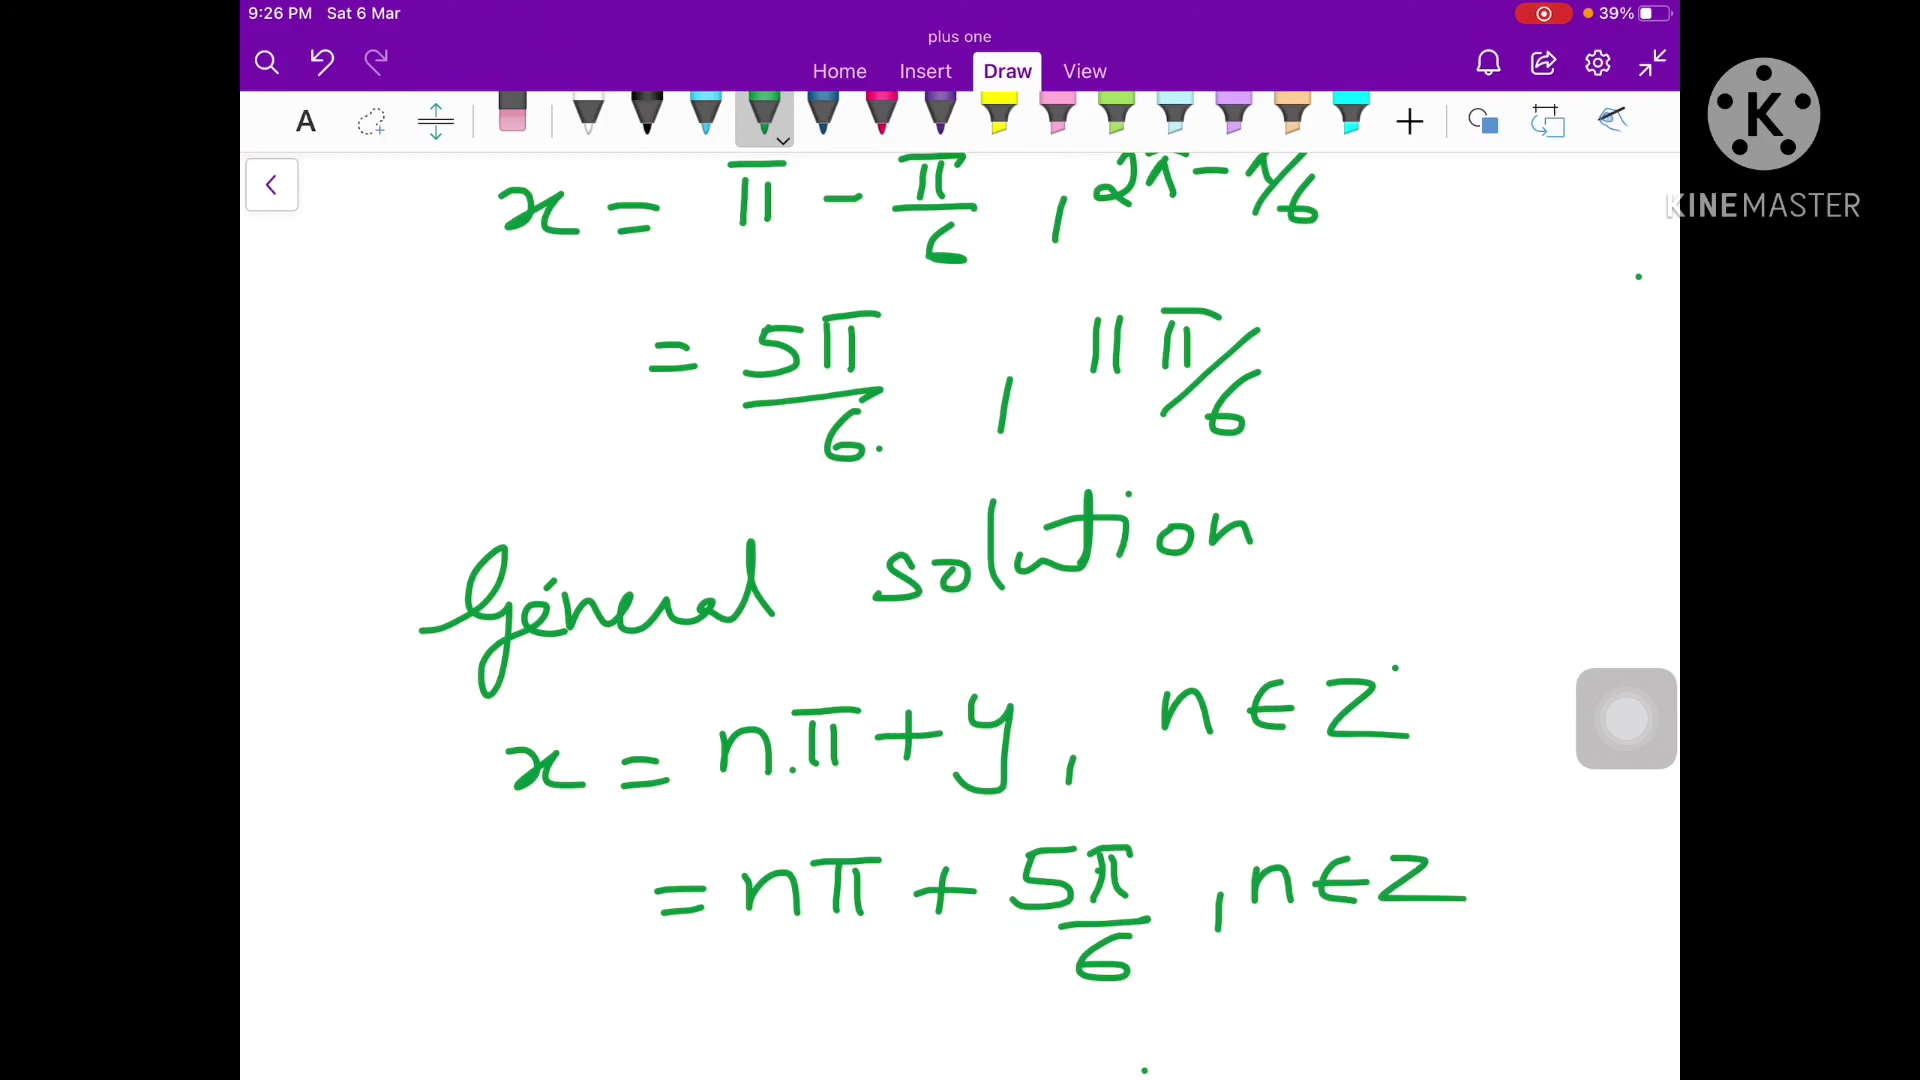 9:26 PM Sat 6 Mar 39%
plus one
Home Insert Draw View
A
K
KINEMASTER
x = π - π/6 , 2π - π/6
= 5π/6 , 11π/6
General solution
x = n.π + y , n ∈ Z
= nπ + 5π/6 , n ∈ Z